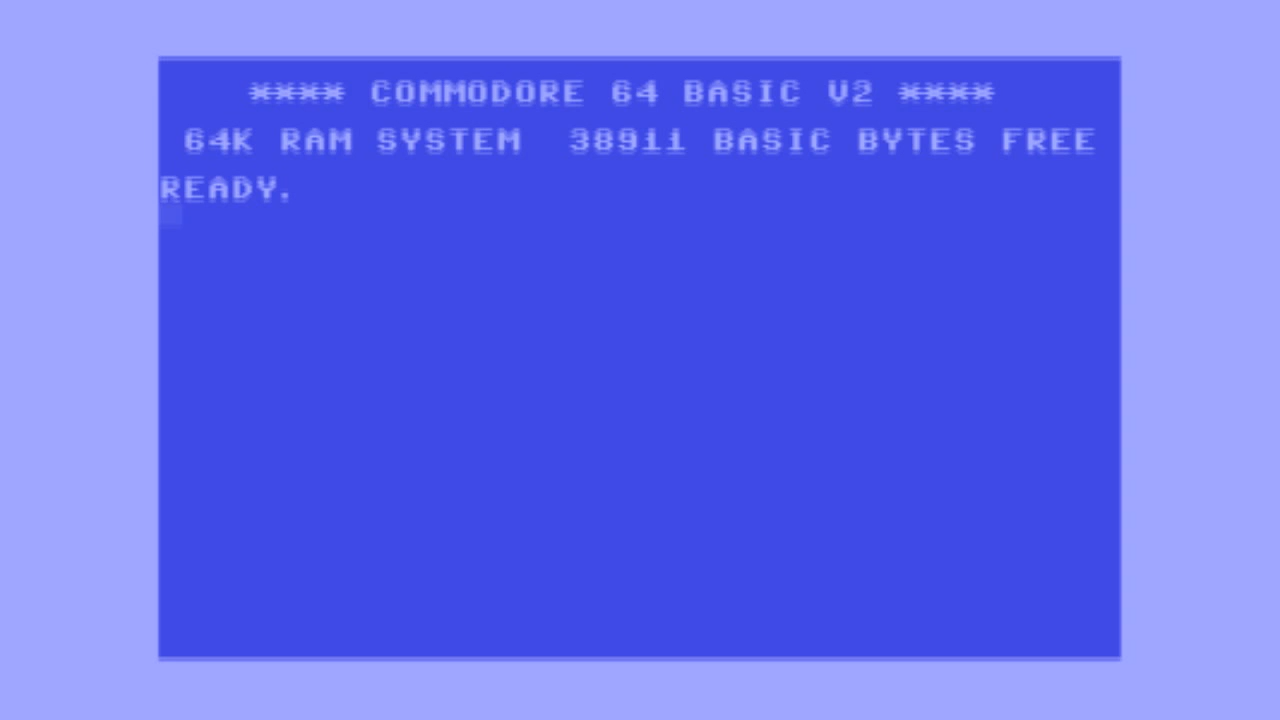 **** COMMODORE 64 BASIC V2 ****
64K RAM SYSTEM  38911 BASIC BYTES FREE
READY.